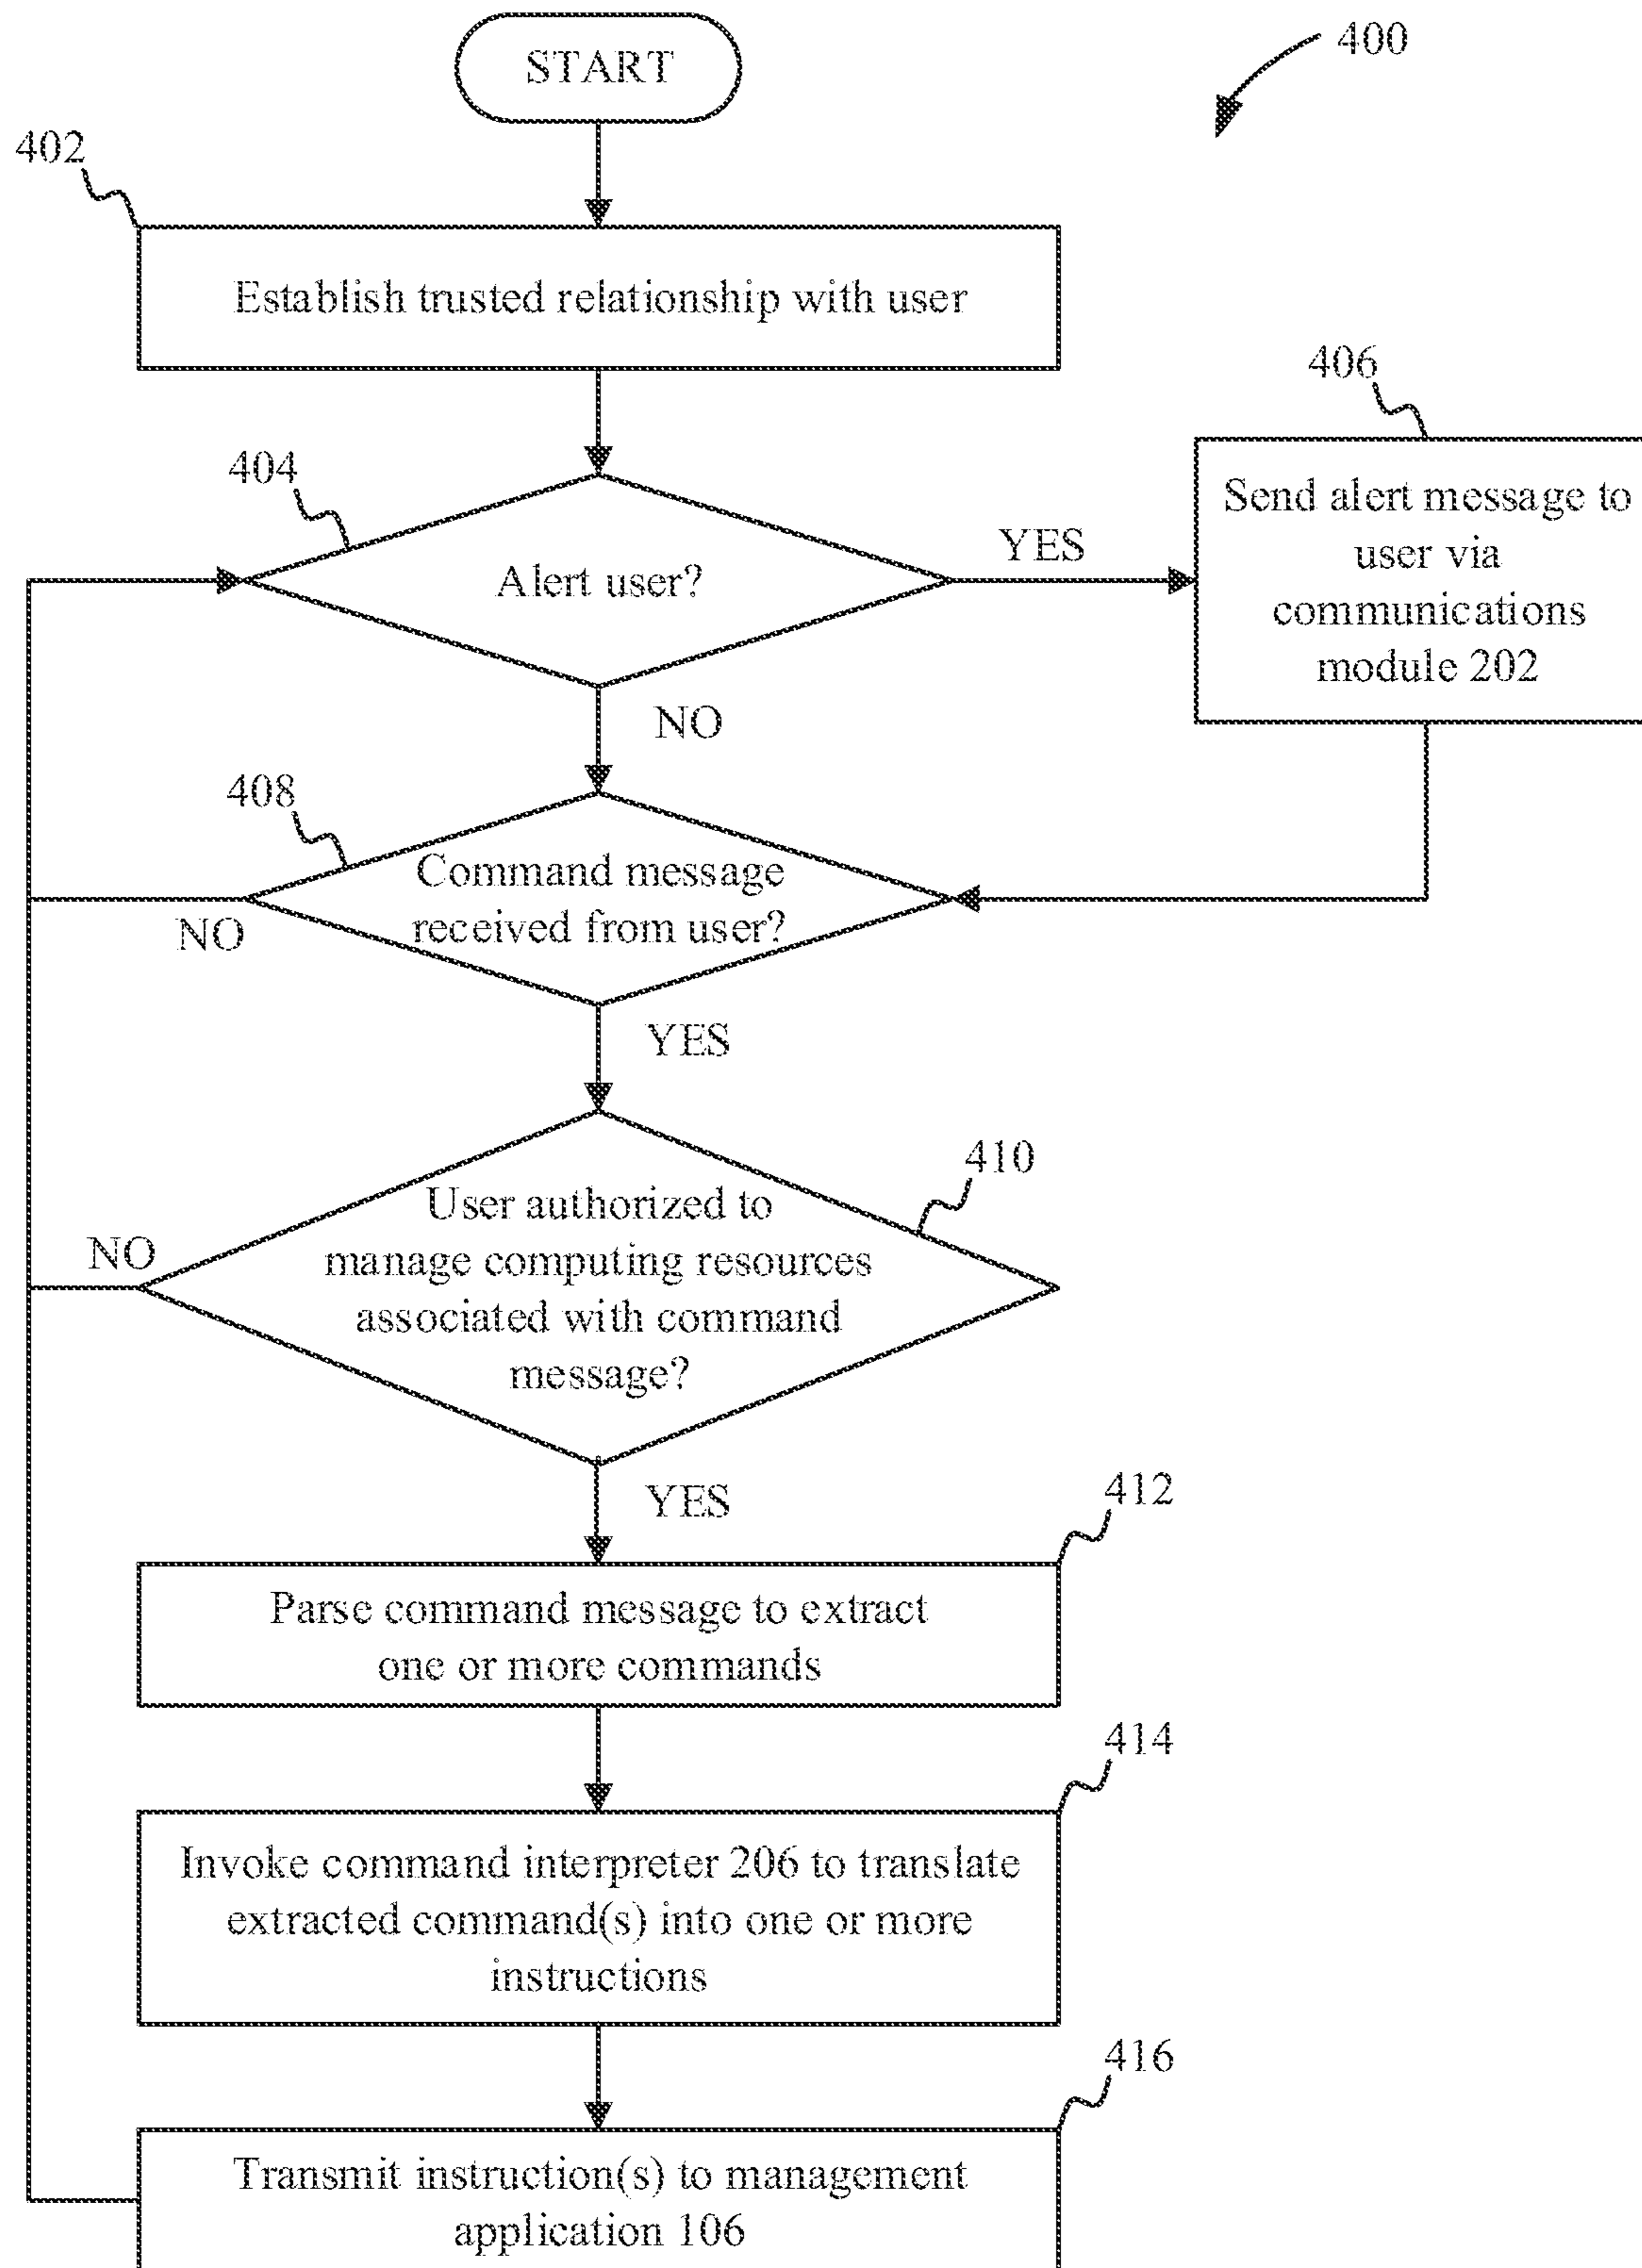 START
400
402
Establish trusted relationship with user
406
404
Send alert message to
user via
communications
module 202
YES
Alert user?
NO
408
Command message
received from user?
NO
YES
410
User authorized to
manage computing resources
associated with command
message?
NO
YES
412
Parse command message to extract
one or more commands
414
Invoke command interpreter 206 to translate
extracted command(s) into one or more
instructions
416
Transmit instruction(s) to management
application 106